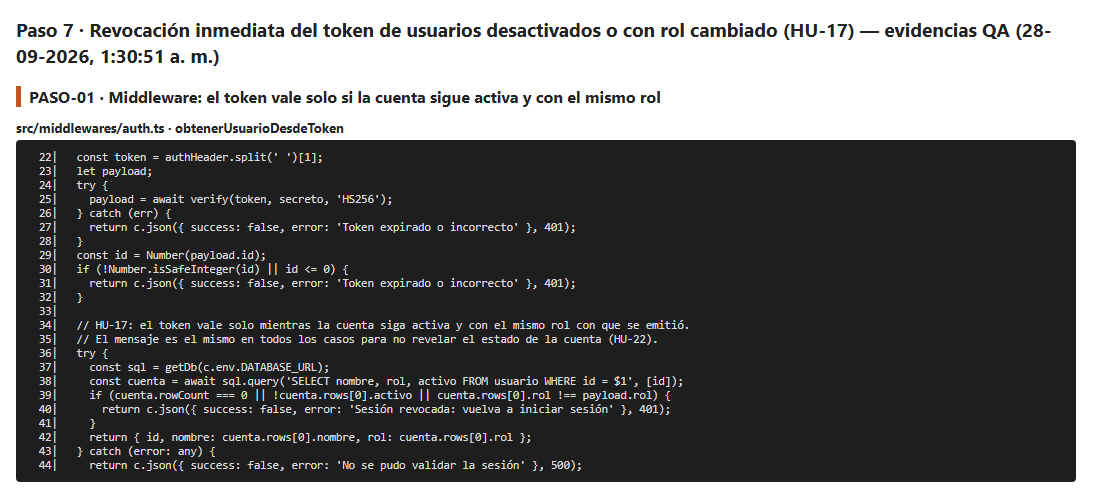 Paso 7 · Revocación inmediata del token de usuarios desactivados o con rol cambiado (HU-17) — evidencias QA (28-
09-2026, 1:30:51 a. m.)
PASO-01 · Middleware: el token vale solo si la cuenta sigue activa y con el mismo rol
src/middlewares/auth.ts · obtenerUsuarioDesdeToken
22|   const token = authHeader.split(' ')[1];
23|   let payload;
24|   try {
25|     payload = await verify(token, secreto, 'HS256');
26|   } catch (err) {
27|     return c.json({ success: false, error: 'Token expirado o incorrecto' }, 401);
28|   }
29|   const id = Number(payload.id);
30|   if (!Number.isSafeInteger(id) || id <= 0) {
31|     return c.json({ success: false, error: 'Token expirado o incorrecto' }, 401);
32|   }
33|
34|   // HU-17: el token vale solo mientras la cuenta siga activa y con el mismo rol con que se emitió.
35|   // El mensaje es el mismo en todos los casos para no revelar el estado de la cuenta (HU-22).
36|   try {
37|     const sql = getDb(c.env.DATABASE_URL);
38|     const cuenta = await sql.query('SELECT nombre, rol, activo FROM usuario WHERE id = $1', [id]);
39|     if (cuenta.rowCount === 0 || !cuenta.rows[0].activo || cuenta.rows[0].rol !== payload.rol) {
40|       return c.json({ success: false, error: 'Sesión revocada: vuelva a iniciar sesión' }, 401);
41|     }
42|     return { id, nombre: cuenta.rows[0].nombre, rol: cuenta.rows[0].rol };
43|   } catch (error: any) {
44|     return c.json({ success: false, error: 'No se pudo validar la sesión' }, 500);